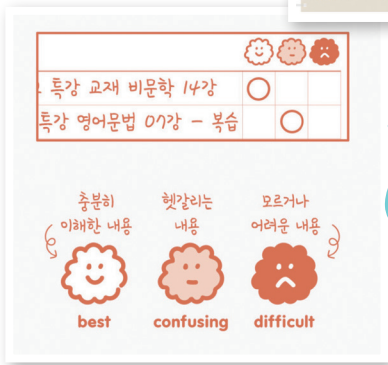 특강 교재 비문학 14강
특강 영어문법 07강 - 복습
충분히 헷갈리는 모르거나
이해한 내용 내용 어려운 내용
best confusing difficult